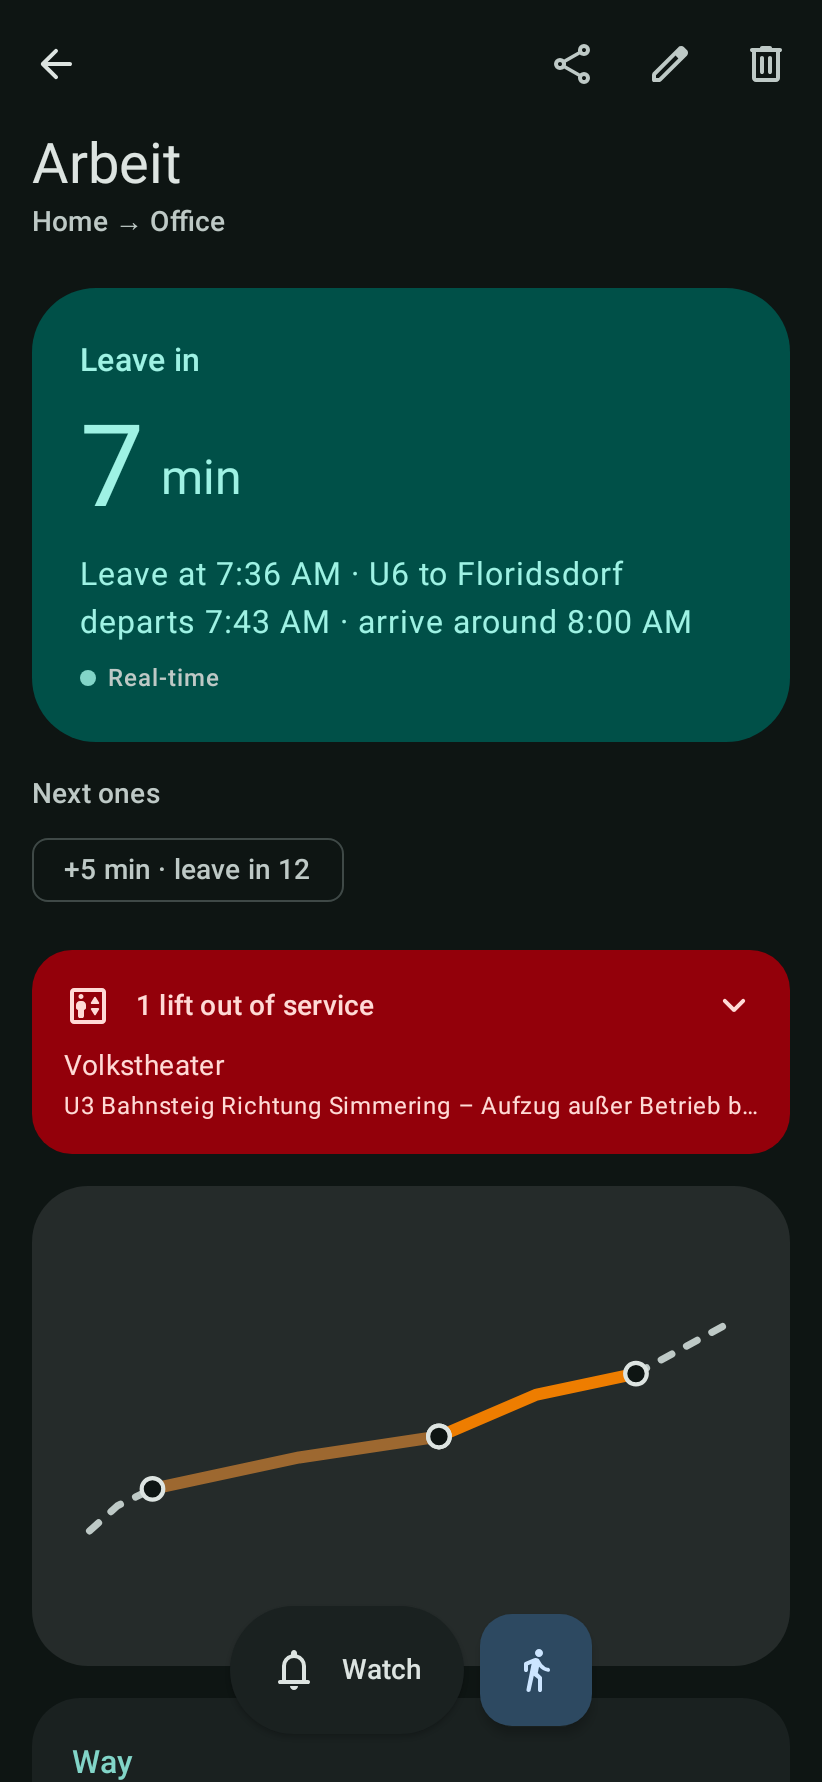 Arbeit
Home → Office
Leave in
7 min
Leave at 7:36 AM · U6 to Floridsdorf
departs 7:43 AM · arrive around 8:00 AM
Real-time
Next ones
+5 min · leave in 12
1 lift out of service
Volkstheater
U3 Bahnsteig Richtung Simmering – Aufzug außer Betrieb b…
Watch
Way